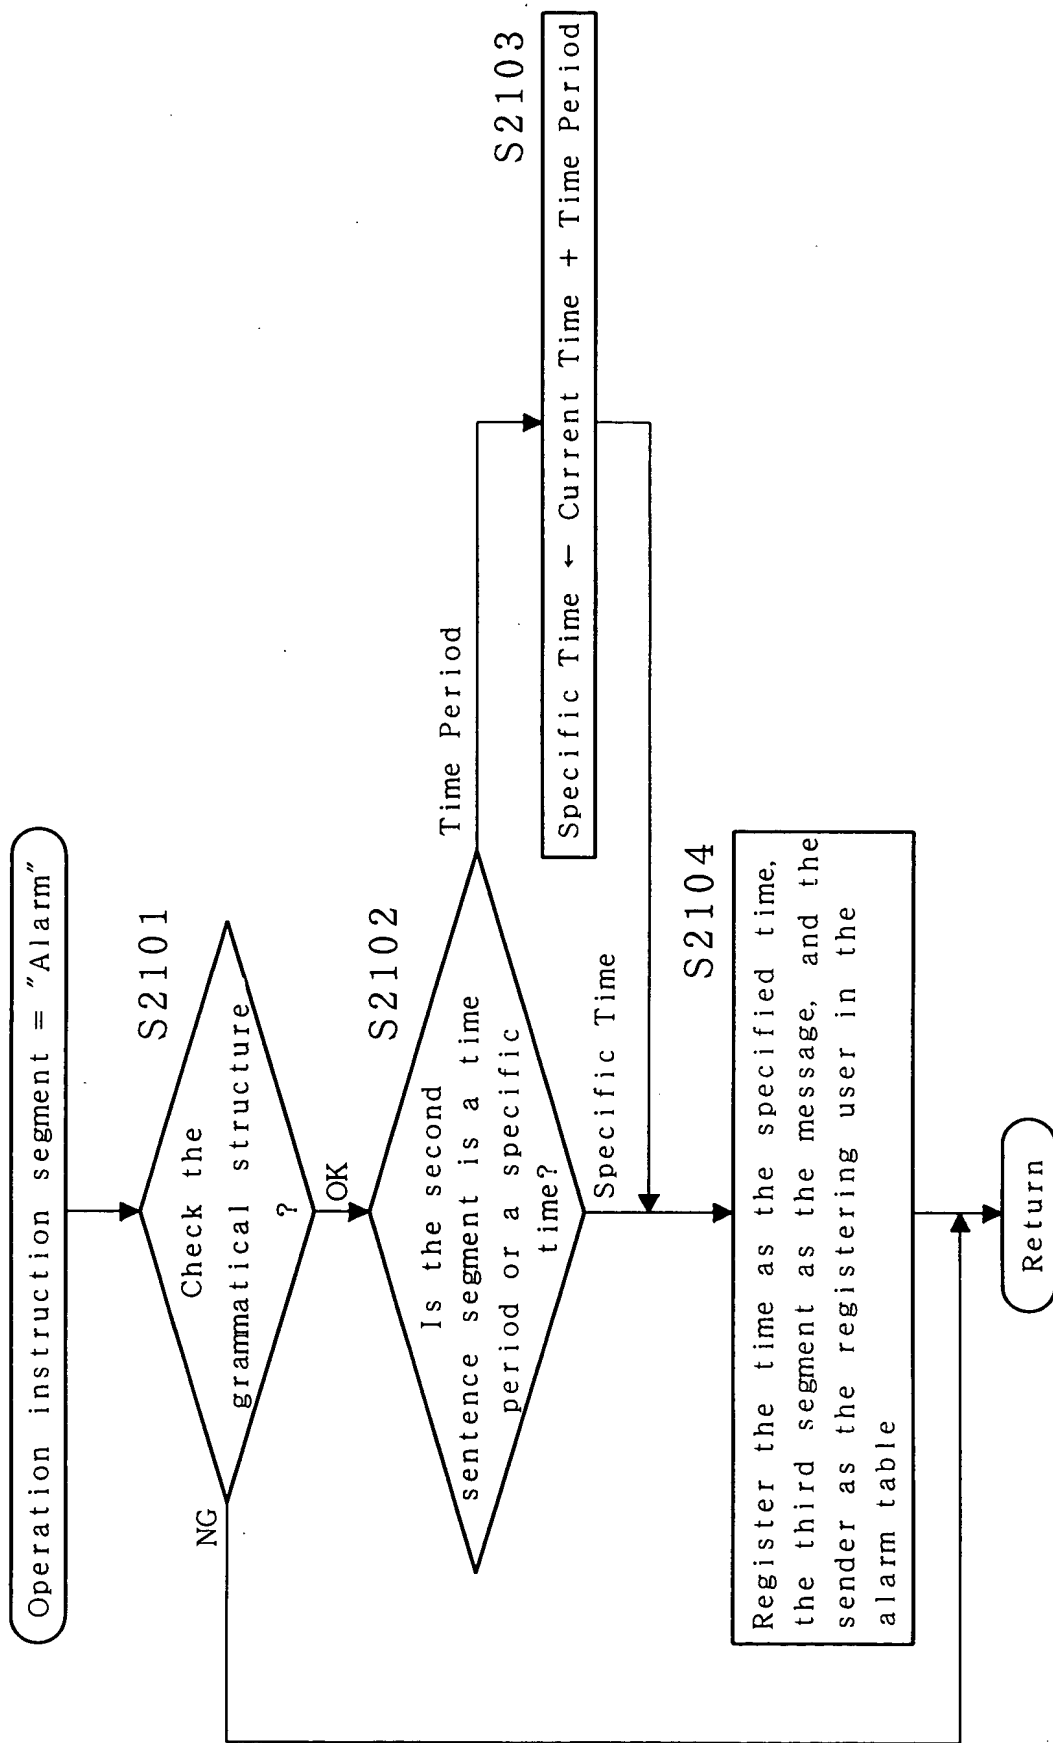 Operation instruction segment = "Alarm"
S2101
Check the
grammatical structure
?
NG
OK
S2102
Is the second
sentence segment is a time
period or a specific
time?
Time Period
S2103
Specific Time ← Current Time + Time Period
Specific Time
S2104
Register the time as the specified time,
the third segment as the message, and the
sender as the registering user in the
alarm table
Return